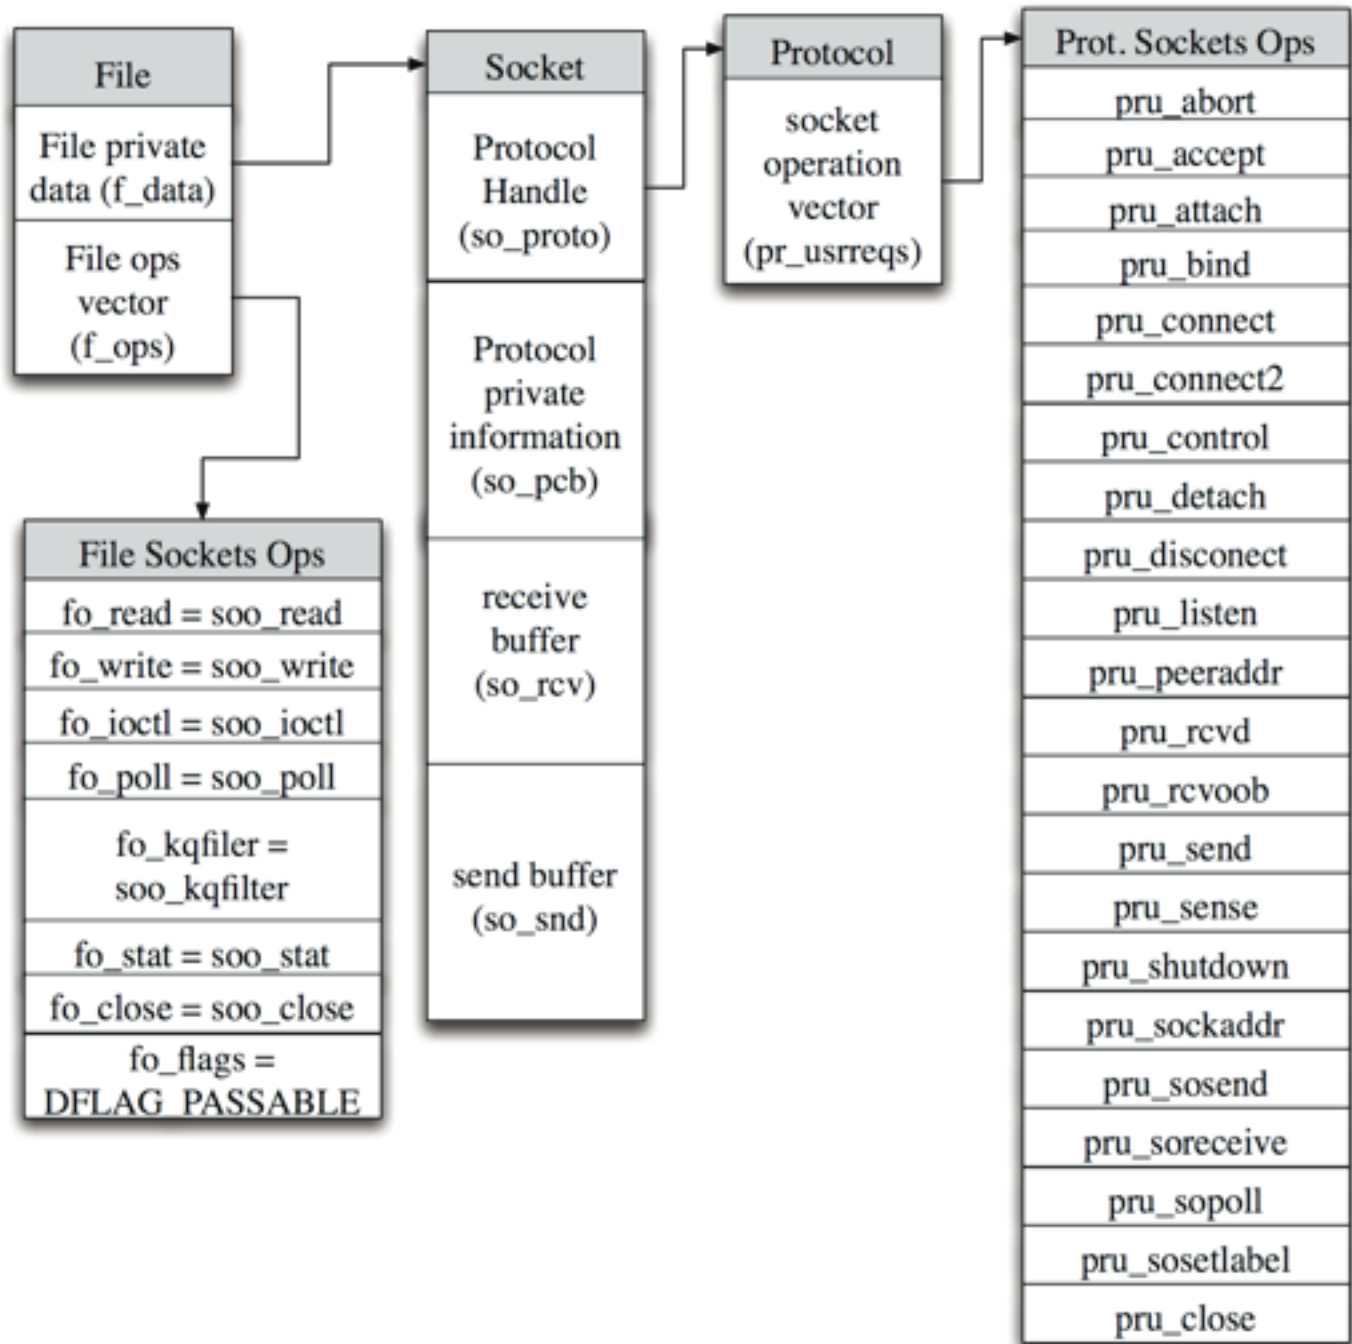 File
File private
data (f_data)
File ops
vector
(f_ops)
File Sockets Ops
fo_read = soo_read
fo_write = soo_write
fo_ioctl = soo_ioctl
fo_poll = soo_poll
fo_kqfiler =
soo_kqfilter
fo_stat = soo_stat
fo_close = soo_close
fo_flags =
DFLAG_PASSABLE
Socket
Protocol
Handle
(so_proto)
Protocol
private
information
(so_pcb)
receive
buffer
(so_rcv)
send buffer
(so_snd)
Protocol
socket
operation
vector
(pr_usrreqs)
Prot. Sockets Ops
pru_abort
pru_accept
pru_attach
pru_bind
pru_connect
pru_connect2
pru_control
pru_detach
pru_disconect
pru_listen
pru_peeraddr
pru_rcvd
pru_rcvoob
pru_send
pru_sense
pru_shutdown
pru_sockaddr
pru_sosend
pru_soreceive
pru_sopoll
pru_sosetlabel
pru_close